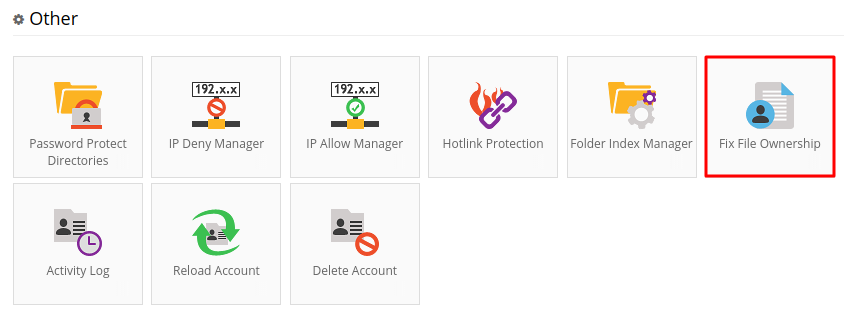 Other
192.x.x
192.x.x
Password Protect
Directories
IP Deny Manager
IP Allow Manager
Hotlink Protection
Folder Index Manager
Fix File Ownership
Activity Log
Reload Account
Delete Account